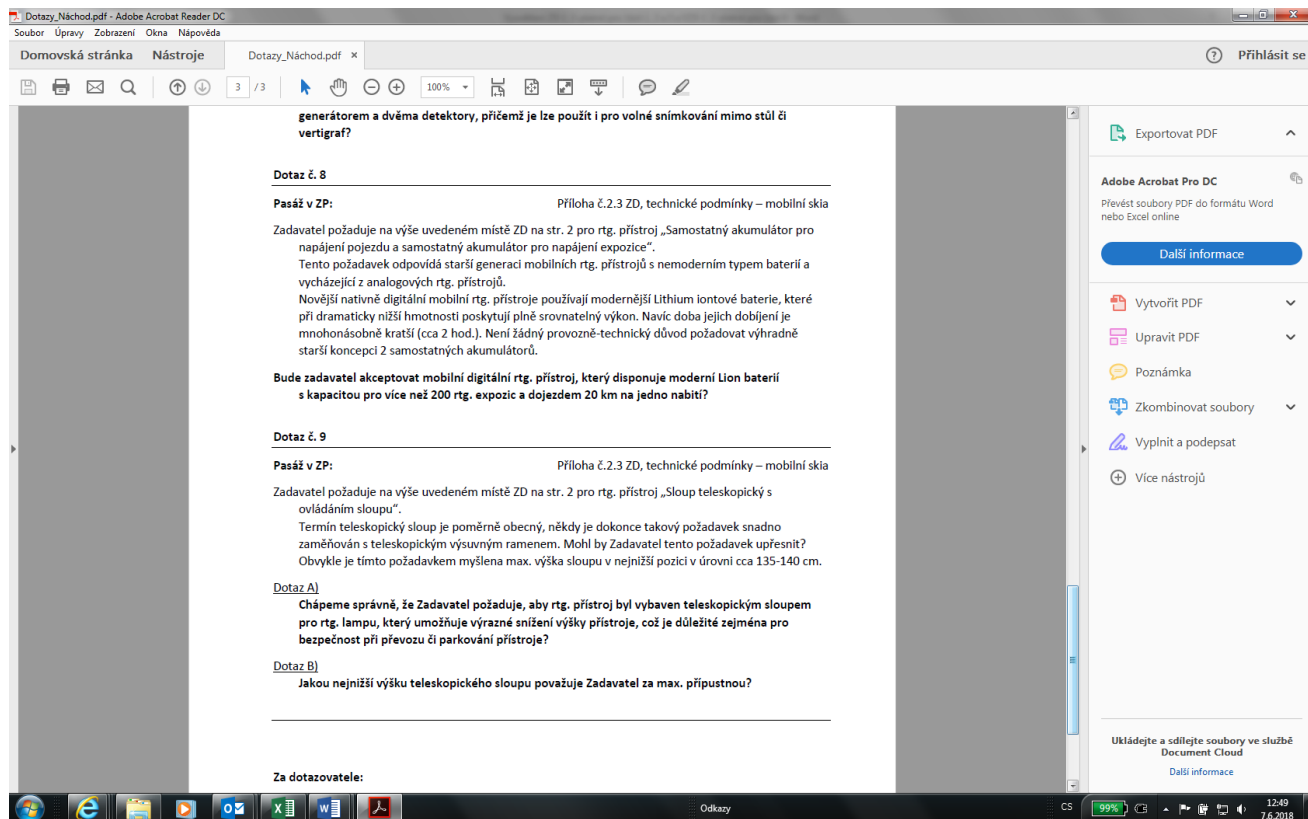 Dotazy_Náchod.pdf - Adobe Acrobat Reader DC
Soubor Úpravy Zobrazení Okna Nápověda
Domovská stránka Nástroje Dotazy_Náchod.pdf × Přihlásit se
3 /3 100%
generátorem a dvěma detektory, přičemž je lze použít i pro volné snímkování mimo stůl či
vertigraf?
Dotaz č. 8
Pasáž v ZP: Příloha č.2.3 ZD, technické podmínky – mobilní skia
Zadavatel požaduje na výše uvedeném místě ZD na str. 2 pro rtg. přístroj „Samostatný akumulátor pro
napájení pojezdu a samostatný akumulátor pro napájení expozice“.
Tento požadavek odpovídá starší generaci mobilních rtg. přístrojů s nemoderním typem baterií a
vycházející z analogových rtg. přístrojů.
Novější nativně digitální mobilní rtg. přístroje používají modernější Lithium iontové baterie, které
při dramaticky nižší hmotnosti poskytují plně srovnatelný výkon. Navíc doba jejich dobíjení je
mnohonásobně kratší (cca 2 hod.). Není žádný provozně-technický důvod požadovat výhradně
starší koncepci 2 samostatných akumulátorů.
Bude zadavatel akceptovat mobilní digitální rtg. přístroj, který disponuje moderní Lion baterií
s kapacitou pro více než 200 rtg. expozic a dojezdem 20 km na jedno nabití?
Dotaz č. 9
Pasáž v ZP: Příloha č.2.3 ZD, technické podmínky – mobilní skia
Zadavatel požaduje na výše uvedeném místě ZD na str. 2 pro rtg. přístroj „Sloup teleskopický s
ovládáním sloupu“.
Termín teleskopický sloup je poměrně obecný, někdy je dokonce takový požadavek snadno
zaměňován s teleskopickým výsuvným ramenem. Mohl by Zadavatel tento požadavek upřesnit?
Obvykle je tímto požadavkem myšlena max. výška sloupu v nejnižší pozici v úrovni cca 135-140 cm.
Dotaz A)
Chápeme správně, že Zadavatel požaduje, aby rtg. přístroj byl vybaven teleskopickým sloupem
pro rtg. lampu, který umožňuje výrazné snížení výšky přístroje, což je důležité zejména pro
bezpečnost při převozu či parkování přístroje?
Dotaz B)
Jakou nejnižší výšku teleskopického sloupu považuje Zadavatel za max. přípustnou?
Za dotazovatele:
Exportovat PDF
Adobe Acrobat Pro DC
Převést soubory PDF do formátu Word
nebo Excel online
Další informace
Vytvořit PDF
Upravit PDF
Poznámka
Zkombinovat soubory
Vyplnit a podepsat
Více nástrojů
Ukládejte a sdílejte soubory ve službě
Document Cloud
Další informace
Odkazy CS 99% 12:49
7.6.2018